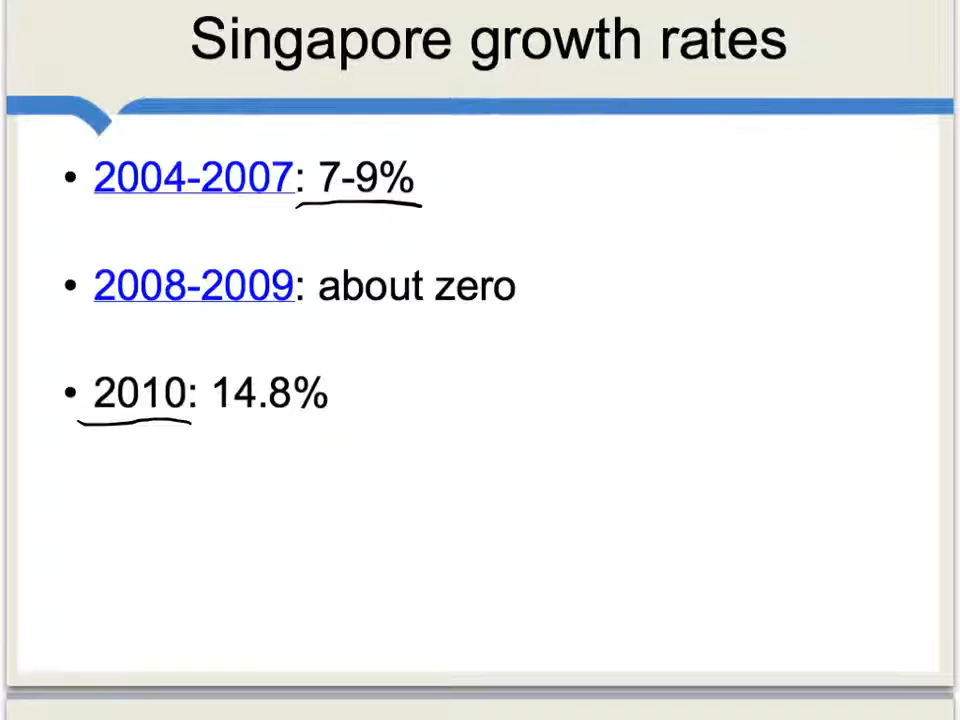 Singapore growth rates
• 2004-2007: 7-9%
• 2008-2009: about zero
• 2010: 14.8%